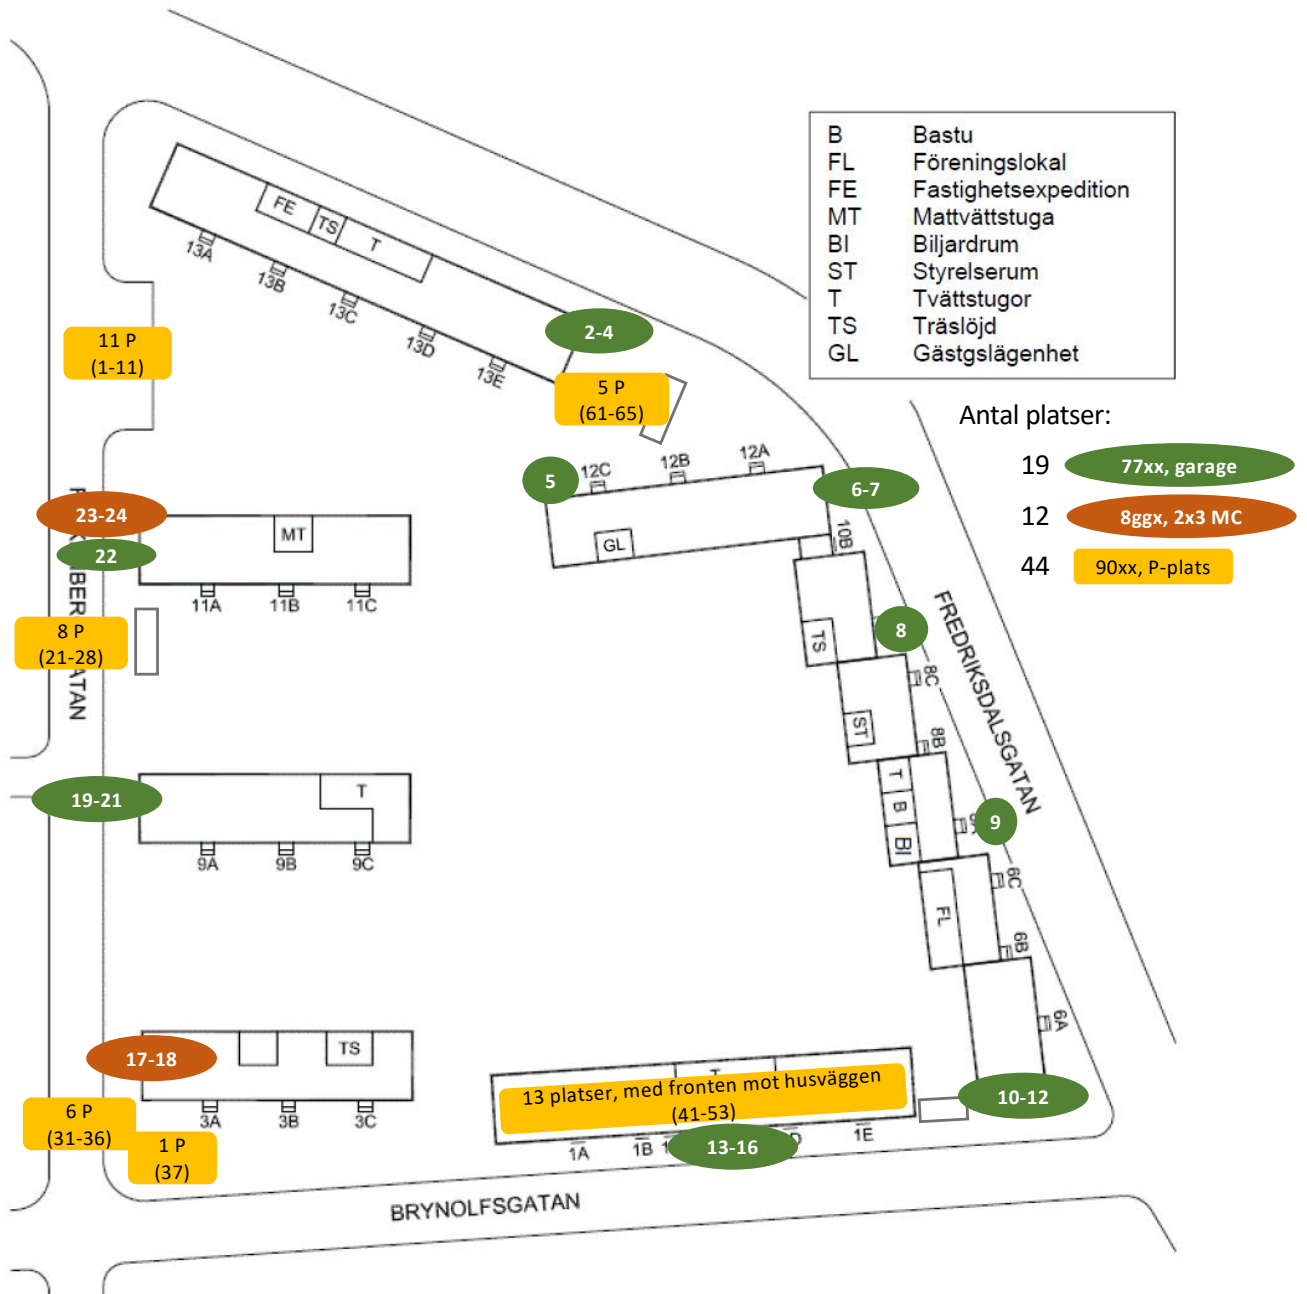 B Bastu
FL Föreningslokal
FE Fastighetsexpedition
MT Mattvättstuga
BI Biljardrum
ST Styrelserum
T Tvättstugor
TS Träslöjd
GL Gästgslägenhet
Antal platser:
19 77xx, garage
12 8ggx, 2x3 MC
44 90xx, P-plats
FE
TS
T
13A
13B
13C
13D
13E
2-4
11 P
(1-11)
5 P
(61-65)
5
12C
12B
12A
6-7
GL
10B
23-24
22
MT
11A
11B
11C
8 P
(21-28)
ATAN
TS
8
8C
ST
8B
FREDRIKSDALSGATAN
T
B
BI
9
19-21
T
9A
9B
9C
6C
FL
6B
6A
17-18
TS
3A
3B
3C
6 P
(31-36)
1 P
(37)
13 platser, med fronten mot husväggen
(41-53)
10-12
1A
1B
13-16
1E
BRYNOLFSGATAN